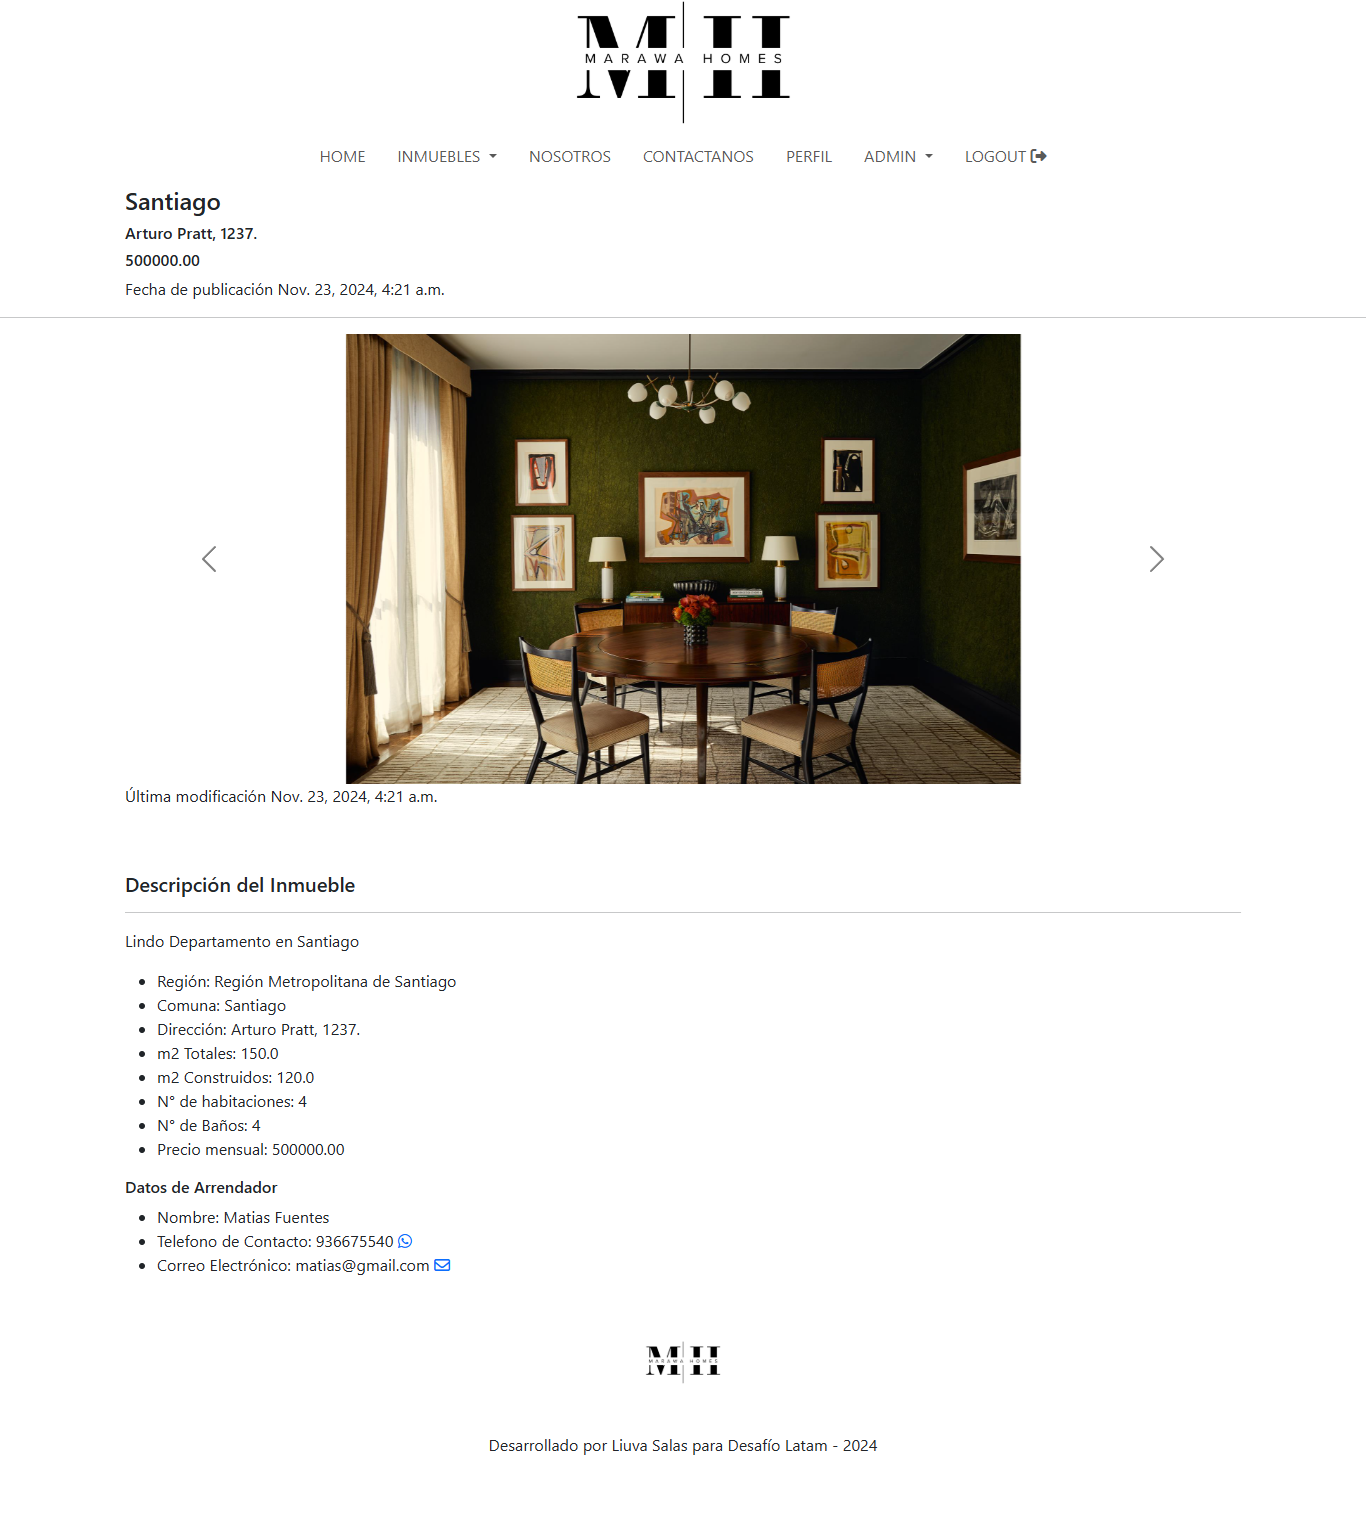 MARAWA HOMES
HOME INMUEBLES NOSOTROS CONTACTANOS PERFIL ADMIN LOGOUT
Santiago
Arturo Pratt, 1237.
500000.00
Fecha de publicación Nov. 23, 2024, 4:21 a.m.
Última modificación Nov. 23, 2024, 4:21 a.m.
Descripción del Inmueble
Lindo Departamento en Santiago
Región: Región Metropolitana de Santiago
Comuna: Santiago
Dirección: Arturo Pratt, 1237.
m2 Totales: 150.0
m2 Construidos: 120.0
N° de habitaciones: 4
N° de Baños: 4
Precio mensual: 500000.00
Datos de Arrendador
Nombre: Matias Fuentes
Telefono de Contacto: 936675540
Correo Electrónico: matias@gmail.com
MARAWA HOMES
Desarrollado por Liuva Salas para Desafío Latam - 2024